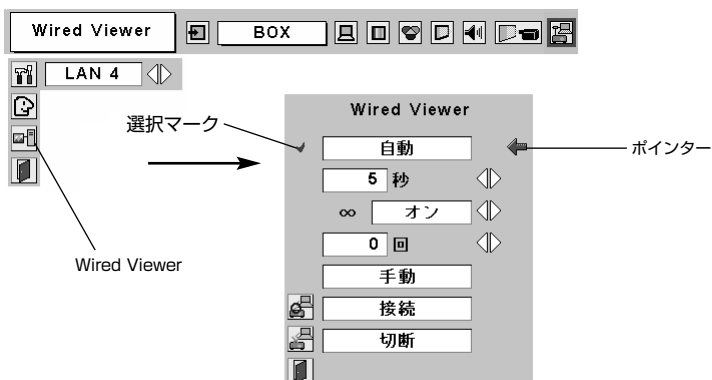 Wired Viewer
BOX
LAN 4
選択マーク
Wired Viewer
Wired Viewer
自動
ポインター
5 秒
∞ オン
0 回
手動
接続
切断